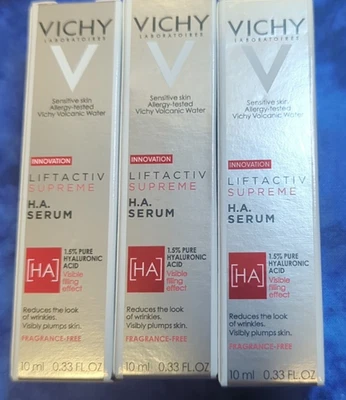 VICHY
LABORATOIRES
Sensitive skin
Allergy-tested
Vichy Volcanic Water
INNOVATION
LIFTACTIV
SUPREME
H.A.
SERUM
1.5% PURE
HYALURONIC
ACID
[HA]
Visible
filling
effect
Reduces the look
of wrinkles.
Visibly plumps skin.
FRAGRANCE-FREE
10 ml 0.33 FL.OZ
VICHY
LABORATOIRES
Sensitive skin
Allergy-tested
Vichy Volcanic Water
INNOVATION
LIFTACTIV
SUPREME
H.A.
SERUM
1.5% PURE
HYALURONIC
ACID
[HA]
Visible
filling
effect
Reduces the look
of wrinkles.
Visibly plumps skin.
FRAGRANCE-FREE
10 ml 0.33 FL.OZ
VICHY
LABORATOIRES
Sensitive skin
Allergy-tested
Vichy Volcanic Water
INNOVATION
LIFTACTIV
SUPREME
H.A.
SERUM
1.5% PURE
HYALURONIC
ACID
[HA]
Visible
filling
effect
Reduces the look
of wrinkles.
Visibly plumps skin.
FRAGRANCE-FREE
10 ml 0.33 FL.OZ